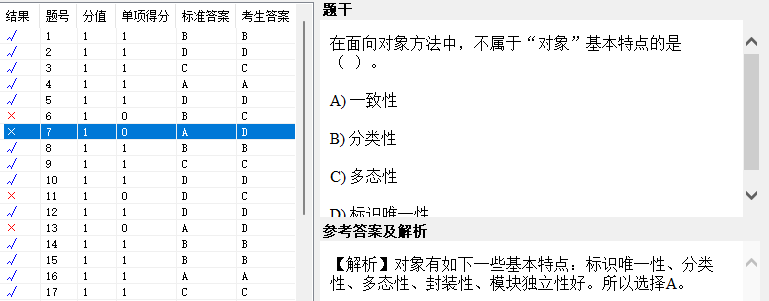 结果 题号 分值 单项得分 标准答案 考生答案
1 1 1 B B
2 1 1 D D
3 1 1 C C
4 1 1 A A
5 1 1 D D
6 1 0 B C
7 1 0 A D
8 1 1 B B
9 1 1 C C
10 1 1 D D
11 1 0 D C
12 1 1 D D
13 1 0 A D
14 1 1 B B
15 1 1 B B
16 1 1 A A
17 1 1 C C
题干
在面向对象方法中，不属于“对象”基本特点的是
（ ）。
A) 一致性
B) 分类性
C) 多态性
D) 标识唯一性
参考答案及解析
【解析】对象有如下一些基本特点：标识唯一性、分类
性、多态性、封装性、模块独立性好。所以选择A。